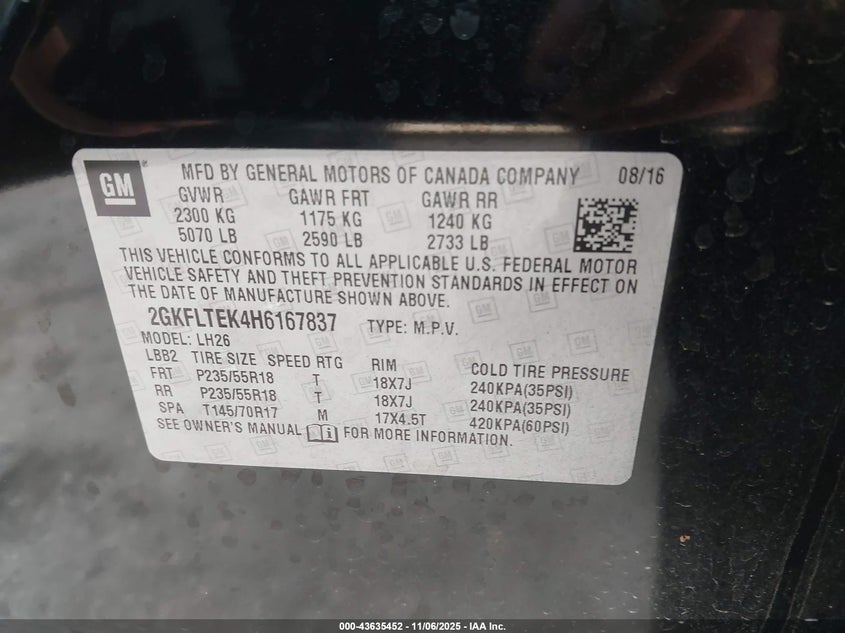 GM
MFD BY GENERAL MOTORS OF CANADA COMPANY 08/16
GVWR GAWR FRT GAWR RR
2300 KG 1175 KG 1240 KG
5070 LB 2590 LB 2733 LB
THIS VEHICLE CONFORMS TO ALL APPLICABLE U.S. FEDERAL MOTOR
VEHICLE SAFETY AND THEFT PREVENTION STANDARDS IN EFFECT ON
THE DATE OF MANUFACTURE SHOWN ABOVE.
2GKFLTEK4H6167837 TYPE: M.P.V.
MODEL: LH26
LBB2 TIRE SIZE SPEED RTG RIM COLD TIRE PRESSURE
FRT P235/55R18 T 18X7J 240KPA(35PSI)
RR P235/55R18 T 18X7J 240KPA(35PSI)
SPA T145/70R17 M 17X4.5T 420KPA(60PSI)
SEE OWNER'S MANUAL FOR MORE INFORMATION.
000-43635452 - 11/06/2025 - IAA Inc.